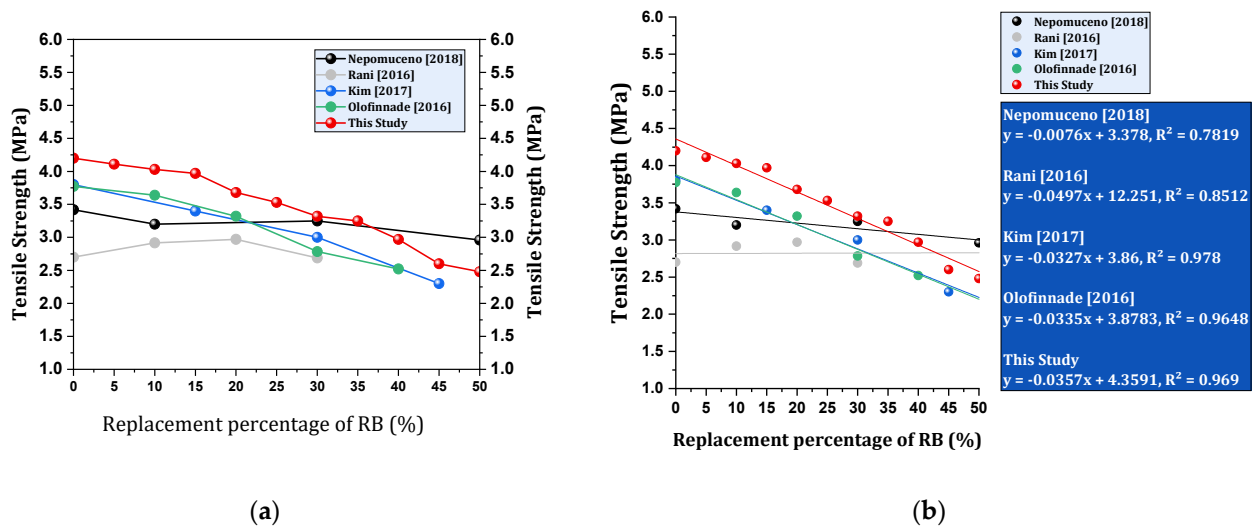 6.0
5.5
5.0
4.5
4.0
3.5
3.0
2.5
2.0
1.5
1.0
Tensile Strength (MPa)
Nepomuceno [2018]
Rani [2016]
Kim [2017]
Olofinnade [2016]
This Study
6.0
5.5
5.0
4.5
4.0
3.5
3.0
2.5
2.0
1.5
1.0
Tensile Strength (MPa)
0 5 10 15 20 25 30 35 40 45 50
Replacement percentage of RB (%)
(a)
6.0
5.5
5.0
4.5
4.0
3.5
3.0
2.5
2.0
1.5
1.0
Tensile Strength (MPa)
0 5 10 15 20 25 30 35 40 45 50
Replacement percentage of RB (%)
Nepomuceno [2018]
Rani [2016]
Kim [2017]
Olofinnade [2016]
This Study
Nepomuceno [2018]
y = -0.0076x + 3.378, R² = 0.7819
Rani [2016]
y = -0.0497x + 12.251, R² = 0.8512
Kim [2017]
y = -0.0327x + 3.86, R² = 0.978
Olofinnade [2016]
y = -0.0335x + 3.8783, R² = 0.9648
This Study
y = -0.0357x + 4.3591, R² = 0.969
(b)